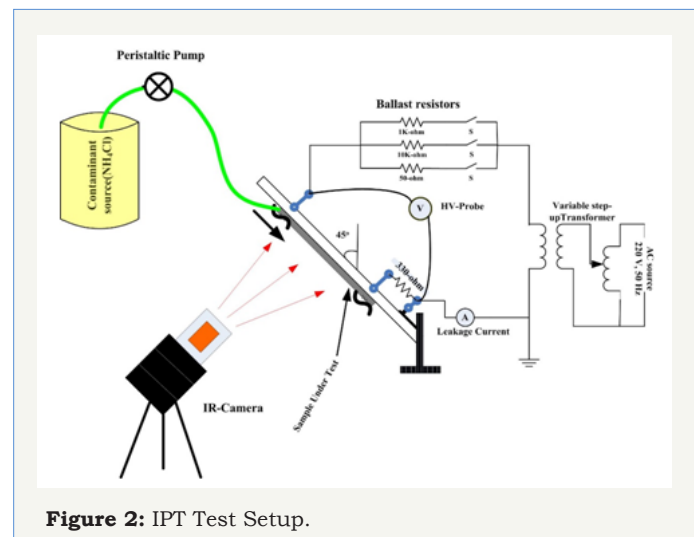 Peristaltic Pump
Contaminant
source(NH₄Cl)
Ballast resistors
1K-ohm
S
10K-ohm
S
50-ohm
S
V
HV-Probe
Variable step-
upTransformer
AC source
220 V, 50 Hz
45°
330-ohm
A
Leakage Current
IR-Camera
Sample Under Test
Figure 2: IPT Test Setup.